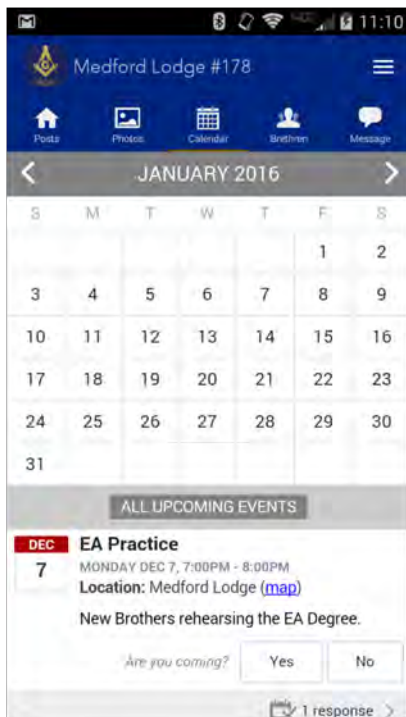 11:10
Medford Lodge #178
Posts Photos Calendar Brethren Message
JANUARY 2016
S M T W T F S
1 2
3 4 5 6 7 8 9
10 11 12 13 14 15 16
17 18 19 20 21 22 23
24 25 26 27 28 29 30
31
ALL UPCOMING EVENTS
DEC EA Practice
7 MONDAY DEC 7, 7:00PM - 8:00PM
Location: Medford Lodge (map)
New Brothers rehearsing the EA Degree.
Are you coming? Yes No
1 response